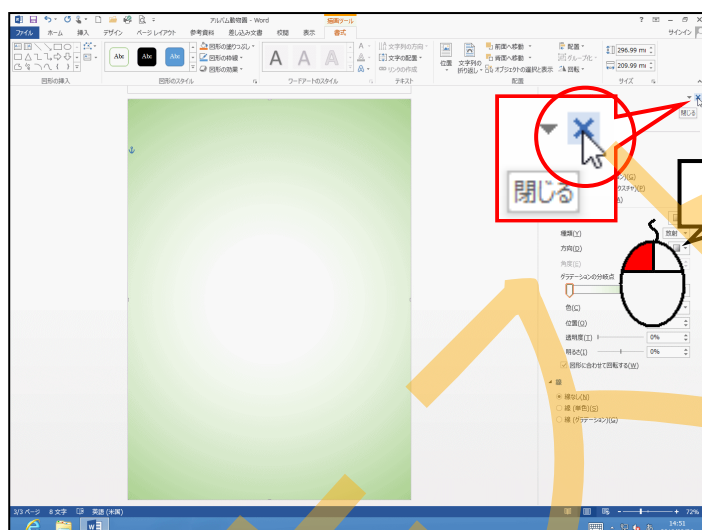 アルバム動物園 - Word
描画ツール
サインイン
ファイル ホーム 挿入 デザイン ページ レイアウト 参考資料 差し込み文書 校閲 表示 書式
Abc Abc Abc
図形の塗りつぶし
図形の枠線
図形の効果
A A A
文字列の方向
文字の配置
リンクの作成
位置
文字列の
折り返し
前面へ移動
背面へ移動
オブジェクトの選択と表示
配置
グループ化
回転
296.99 mm
209.99 mm
図形の挿入 図形のスタイル ワードアートのスタイル テキスト 配置 サイズ
閉じる
閉じる
種類(Y)
放射
方向(D)
角度(E)
グラデーションの分岐点
色(C)
位置(O)
透明度(T) 0%
明るさ(I) 0%
図形に合わせて回転する(W)
線
線なし(N)
線 (単色)(S)
線 (グラデーション)(G)
3/3 ページ 8 文字 英語 (米国)
72%
14:51